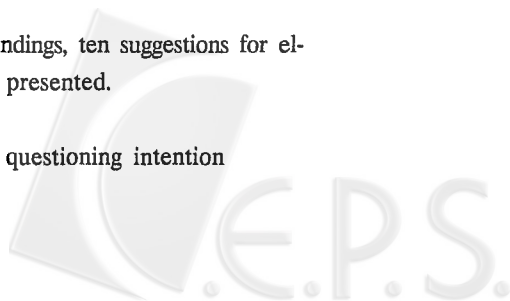 ndings, ten suggestions for el-
presented.
questioning intention
C.E.P.S.